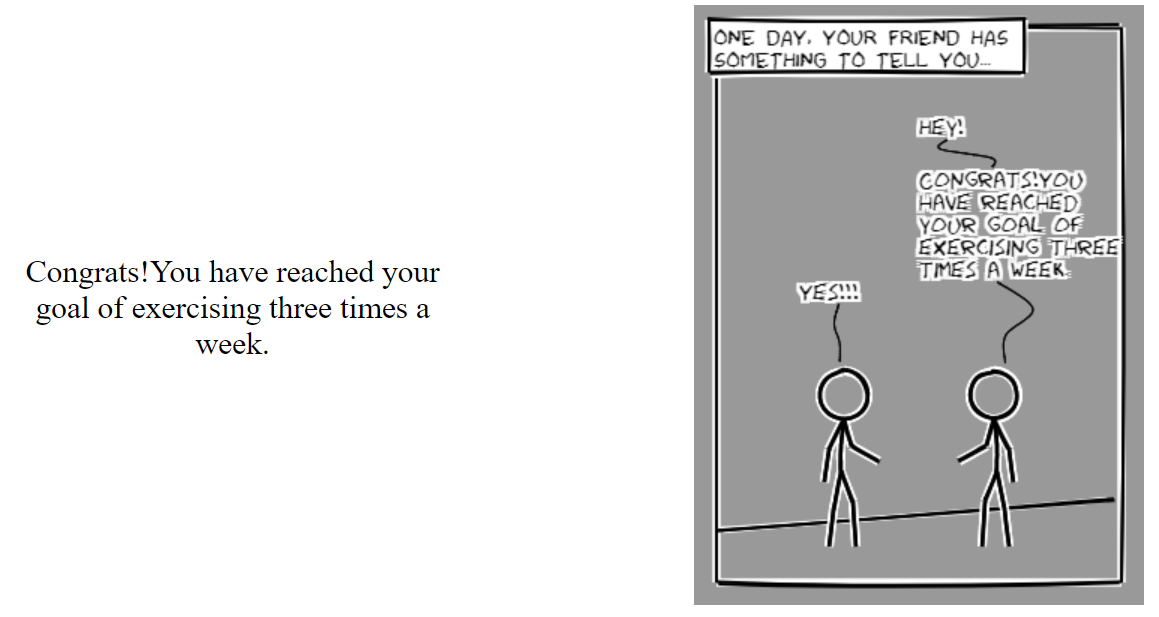 Congrats!You have reached your
goal of exercising three times a
week.
ONE DAY, YOUR FRIEND HAS
SOMETHING TO TELL YOU...
HEY!
CONGRATS!YOU
HAVE REACHED
YOUR GOAL OF
EXERCISING THREE
TIMES A WEEK.
YES!!!